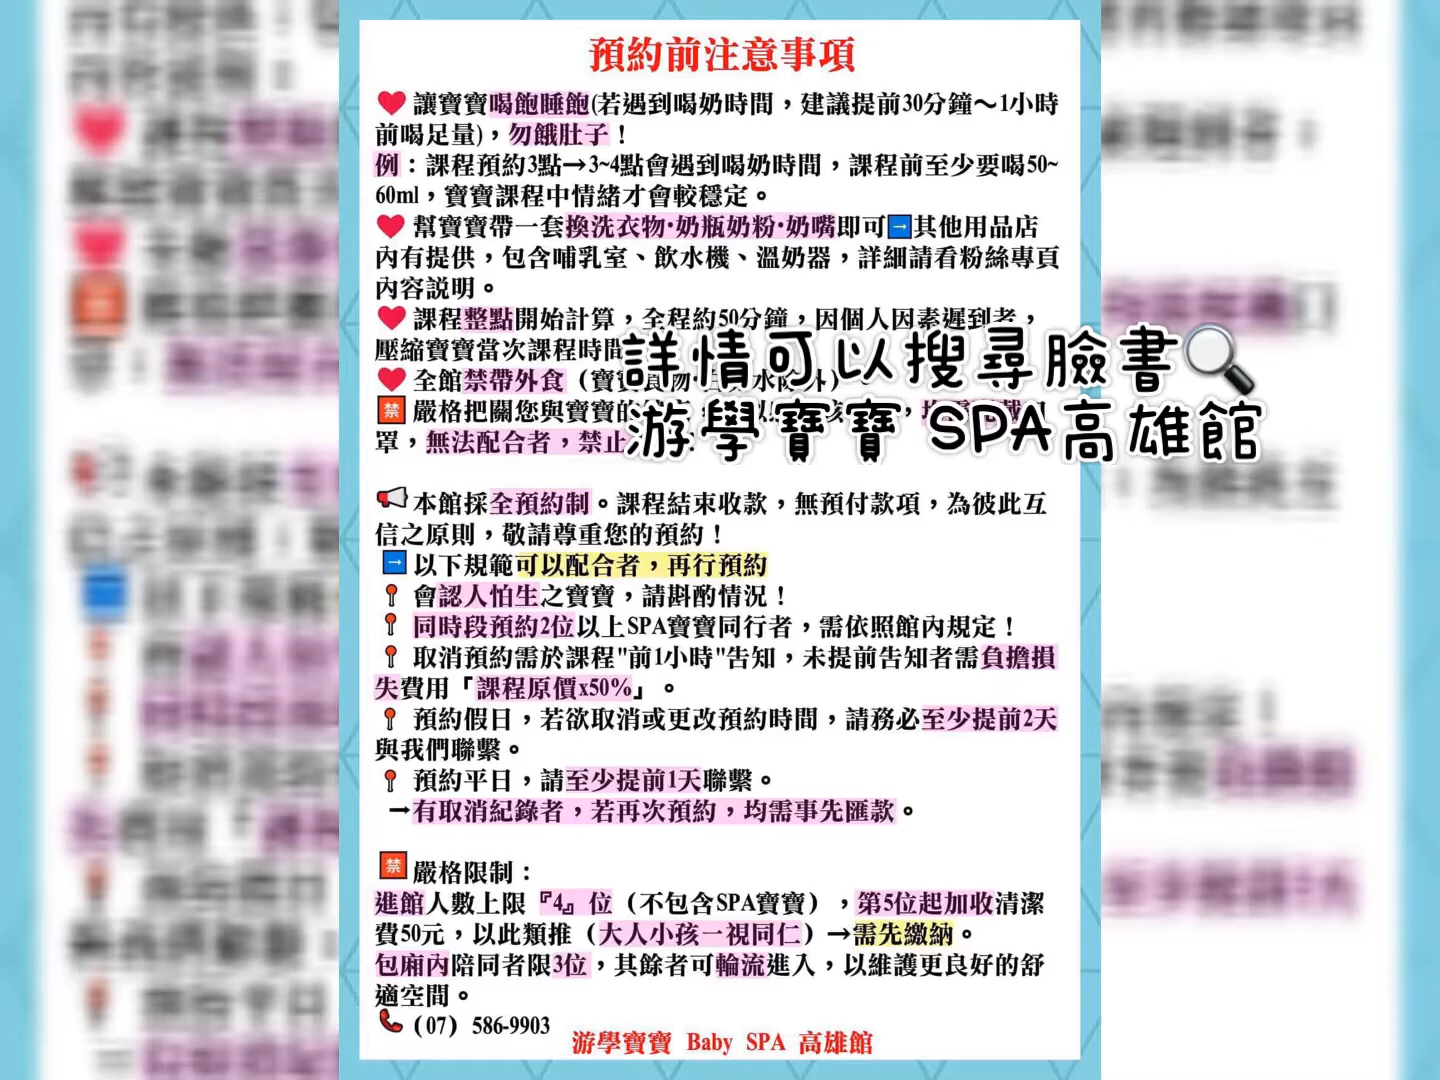 預約前注意事項
讓寶寶喝飽睡飽(若遇到喝奶時間，建議提前30分鐘～1小時
前喝足量)，勿餓肚子！
例：課程預約3點→3~4點會遇到喝奶時間，課程前至少要喝50~
60ml，寶寶課程中情緒才會較穩定。
幫寶寶帶一套換洗衣物·奶瓶奶粉·奶嘴即可→其他用品店
內有提供，包含哺乳室、飲水機、溫奶器，詳細請看粉絲專頁
內容說明。
課程整點開始計算，全程約50分鐘，因個人因素遲到者，
壓縮寶寶當次課程時間
詳情可以搜尋臉書
全館禁帶外食（寶寶食物
禁 嚴格把關您與寶寶的
游學寶寶 SPA高雄館
罩，無法配合者，禁止
本館採全預約制。課程結束收款，無預付款項，為彼此互
信之原則，敬請尊重您的預約！
→以下規範可以配合者，再行預約
會認人怕生之寶寶，請斟酌情況！
同時段預約2位以上SPA寶寶同行者，需依照館內規定！
取消預約需於課程"前1小時"告知，未提前告知者需負擔損
失費用「課程原價x50%」。
預約假日，若欲取消或更改預約時間，請務必至少提前2天
與我們聯繫。
預約平日，請至少提前1天聯繫。
→有取消紀錄者，若再次預約，均需事先匯款。
禁 嚴格限制：
進館人數上限『4』位（不包含SPA寶寶），第5位起加收清潔
費50元，以此類推（大人小孩一視同仁）→需先繳納。
包廂內陪同者限3位，其餘者可輪流進入，以維護更良好的舒
適空間。
(07) 586-9903
游學寶寶 Baby SPA 高雄館